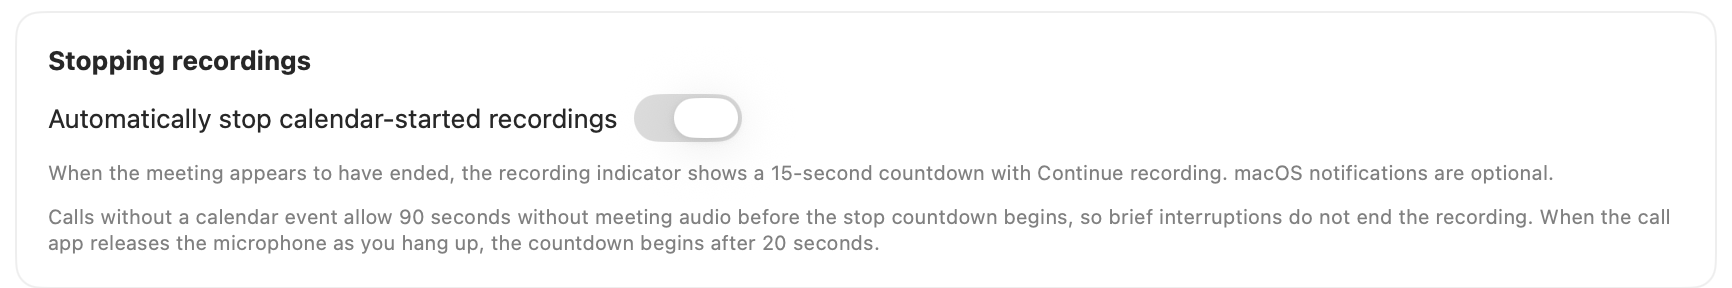 Stopping recordings
Automatically stop calendar-started recordings
When the meeting appears to have ended, the recording indicator shows a 15-second countdown with Continue recording. macOS notifications are optional.
Calls without a calendar event allow 90 seconds without meeting audio before the stop countdown begins, so brief interruptions do not end the recording. When the call
app releases the microphone as you hang up, the countdown begins after 20 seconds.